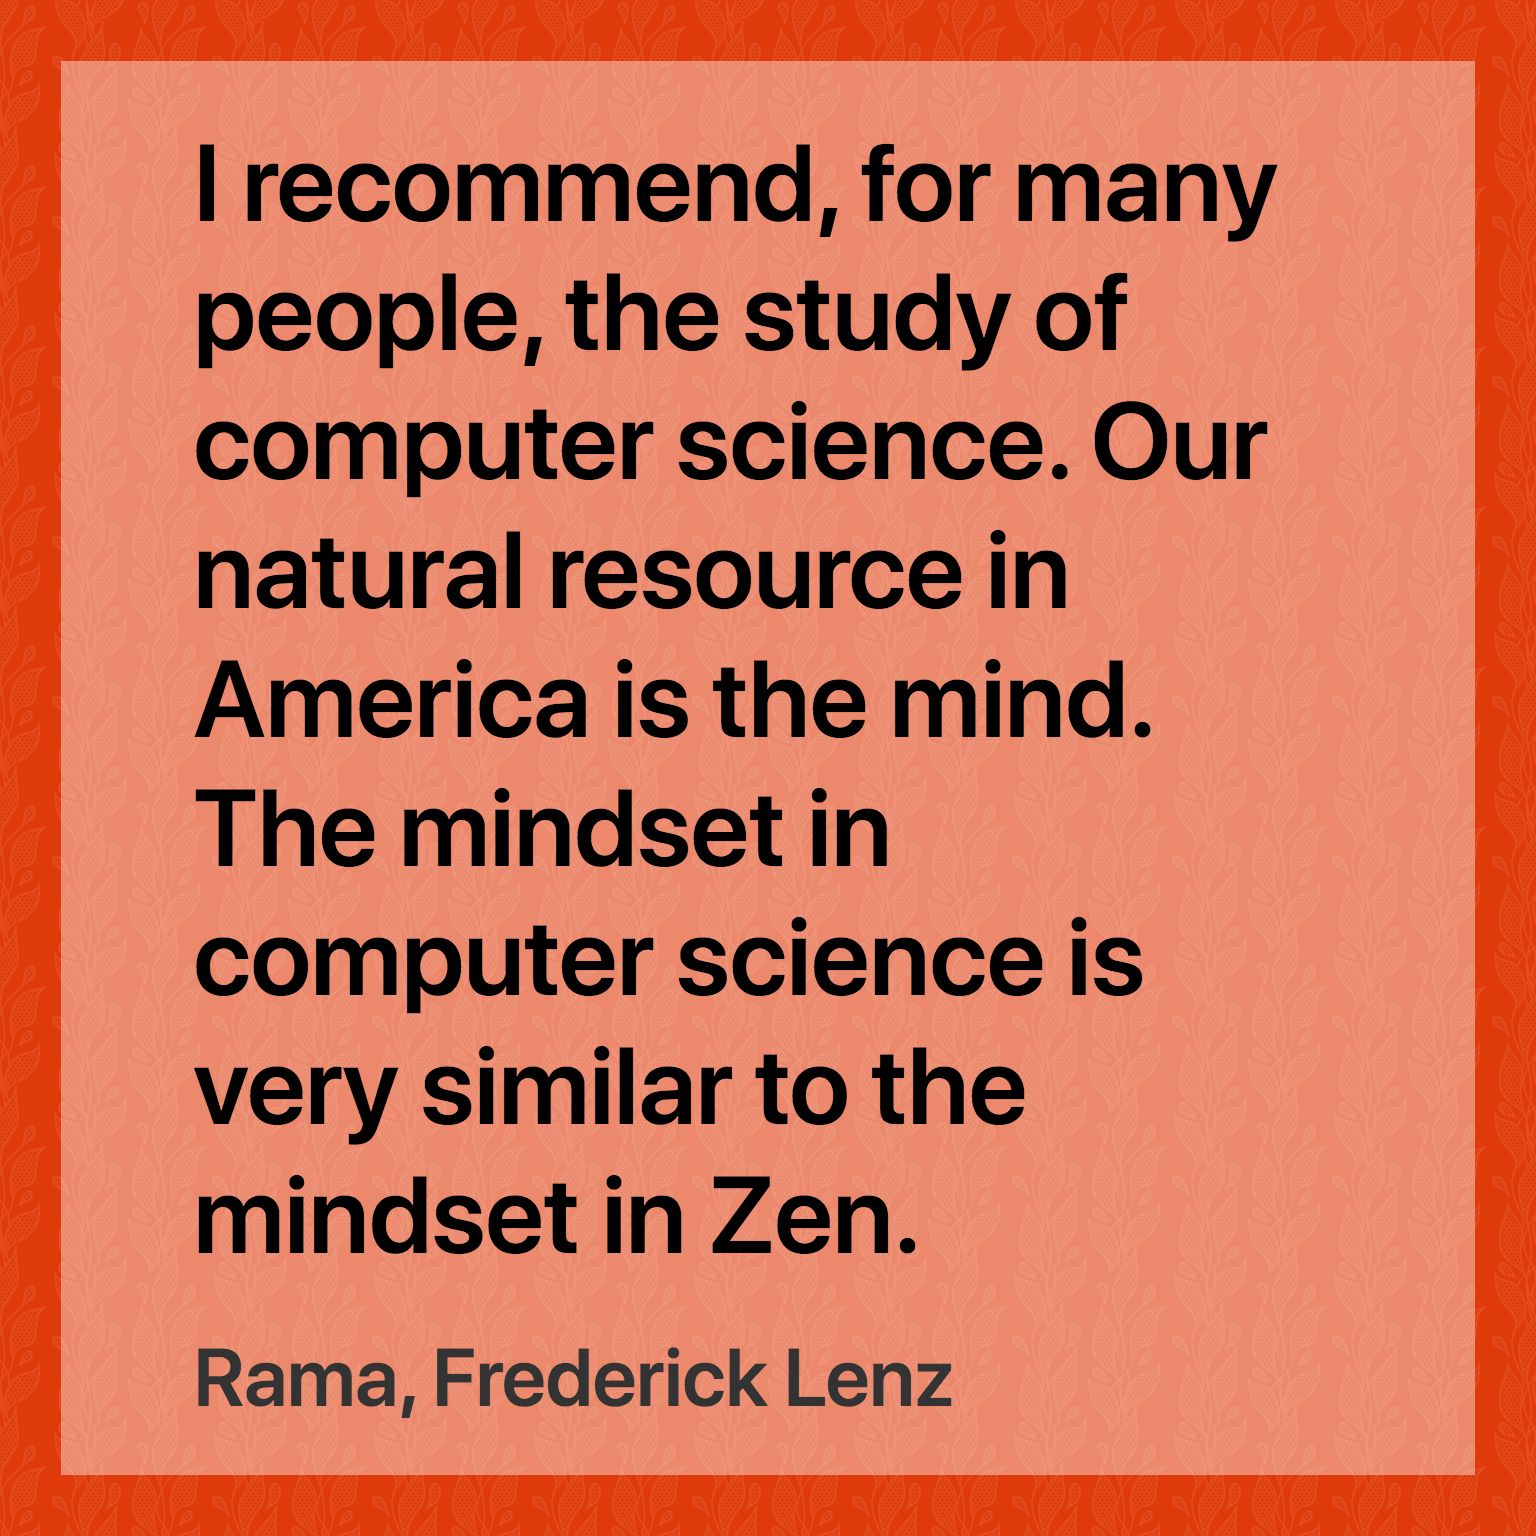 I recommend, for many
people, the study of
computer science. Our
natural resource in
America is the mind.
The mindset in
computer science is
very similar to the
mindset in Zen.
Rama, Frederick Lenz